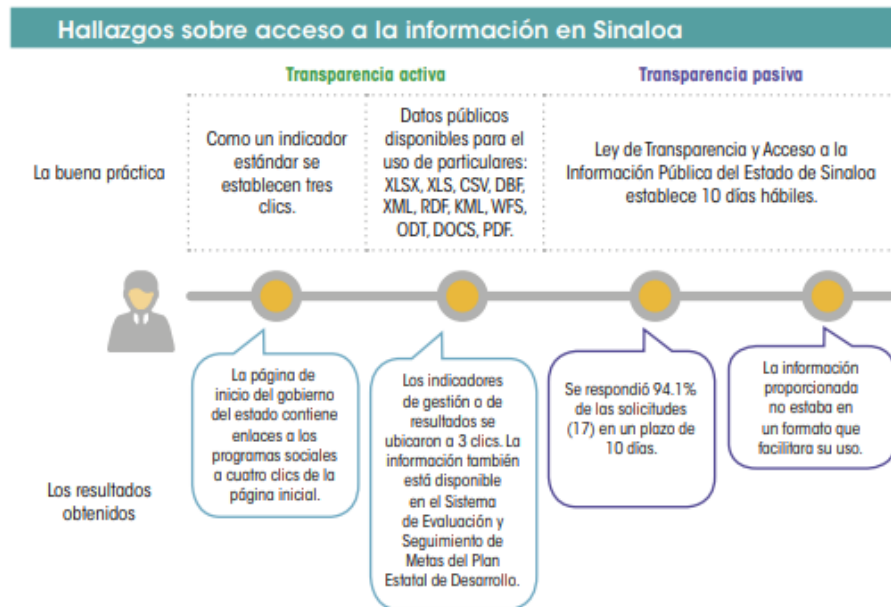 Hallazgos sobre acceso a la información en Sinaloa
Transparencia activa
Transparencia pasiva
La buena práctica
Como un indicador
estándar se
establecen tres
clics.
Datos públicos
disponibles para el
uso de particulares:
XLSX, XLS, CSV, DBF,
XML, RDF, KML, WFS,
ODT, DOCS, PDF.
Ley de Transparencia y Acceso a la
Información Pública del Estado de Sinaloa
establece 10 días hábiles.
Los resultados
obtenidos
La página de
inicio del gobierno
del estado contiene
enlaces a los
programas sociales
a cuatro clics de la
página inicial.
Los indicadores
de gestión o de
resultados se
ubicaron a 3 clics. La
información también
está disponible
en el Sistema
de Evaluación y
Seguimiento de
Metas del Plan
Estatal de Desarrollo.
Se respondió 94.1%
de las solicitudes
(17) en un plazo de
10 días.
La información
proporcionada
no estaba en
un formato que
facilitara su uso.